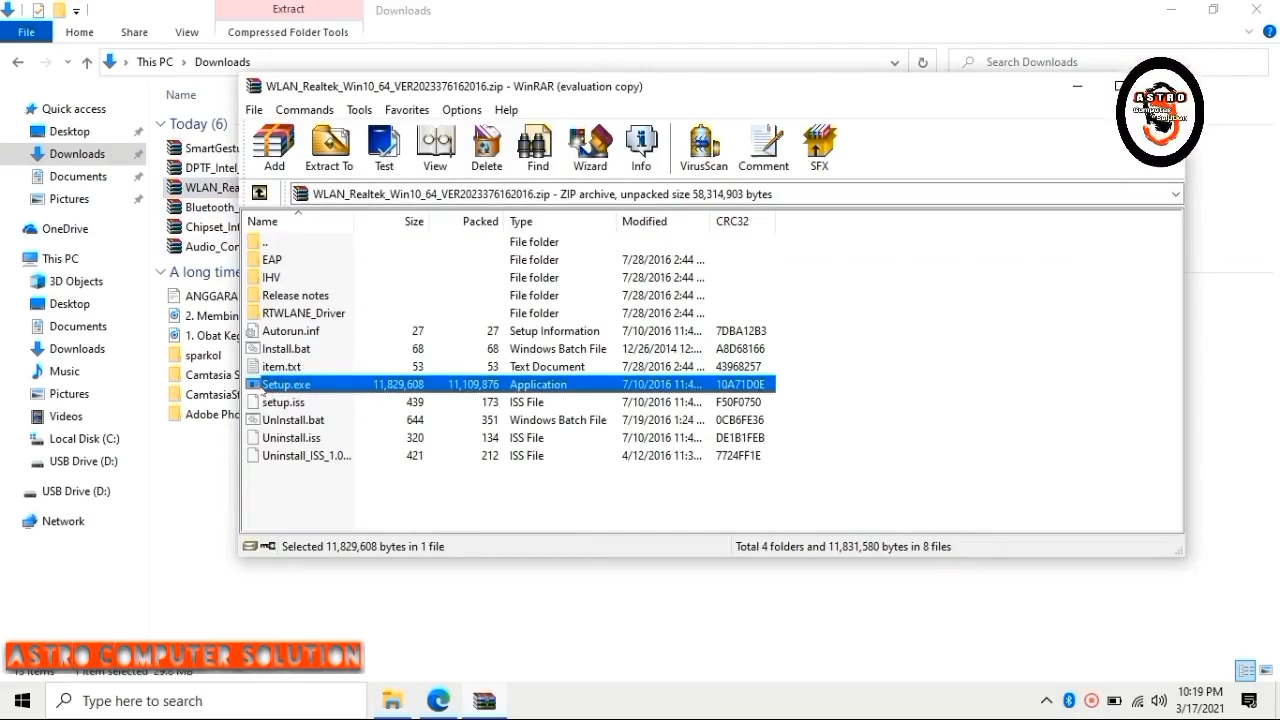 Extract
Downloads
File Home Share View Compressed Folder Tools
This PC Downloads
Search Downloads
WLAN_Realtek_Win10_64_VER2023376162016.zip - WinRAR (evaluation copy)
File Commands Tools Favorites Options Help
Add Extract To Test View Delete Find Wizard Info VirusScan Comment SFX
WLAN_Realtek_Win10_64_VER2023376162016.zip - ZIP archive, unpacked size 58,314,903 bytes
Name Size Packed Type Modified CRC32
.. File folder
EAP File folder 7/28/2016 2:44 ...
IHV File folder 7/28/2016 2:44 ...
Release notes File folder 7/28/2016 2:44 ...
RTWLANE_Driver File folder 7/28/2016 2:44 ...
Autorun.inf 27 27 Setup Information 7/10/2016 11:4... 7DBA12B3
Install.bat 68 68 Windows Batch File 12/26/2014 12:... A8D68166
item.txt 53 53 Text Document 7/28/2016 2:44 ... 43968257
Setup.exe 11,829,608 11,109,876 Application 7/10/2016 11:4... 10A71D0E
setup.iss 439 173 ISS File 7/10/2016 11:4... F50F0750
UnInstall.bat 644 351 Windows Batch File 7/19/2016 1:24 ... 0CB6FE36
Uninstall.iss 320 134 ISS File 7/10/2016 11:4... DE1B1FEB
Uninstall_ISS_1.0... 421 212 ISS File 4/12/2016 11:3... 7724FF1E
Selected 11,829,608 bytes in 1 file
Total 4 folders and 11,831,580 bytes in 8 files
Quick access
Desktop
Downloads
Documents
Pictures
OneDrive
This PC
3D Objects
Desktop
Documents
Downloads
Music
Pictures
Videos
Local Disk (C:)
USB Drive (D:)
USB Drive (D:)
Network
Name
Today (6)
SmartGestu
DPTF_Intel_
WLAN_Rea
Bluetooth_
Chipset_Int
Audio_Con
A long time
ANGGARA
2. Membin
1. Obat Keg
sparkol
Camtasia
CamtasiaSt
Adobe Pho
ASTRO
Computer
Solution
ASTRO COMPUTER SOLUTION
Type here to search
10:19 PM
3/17/2021